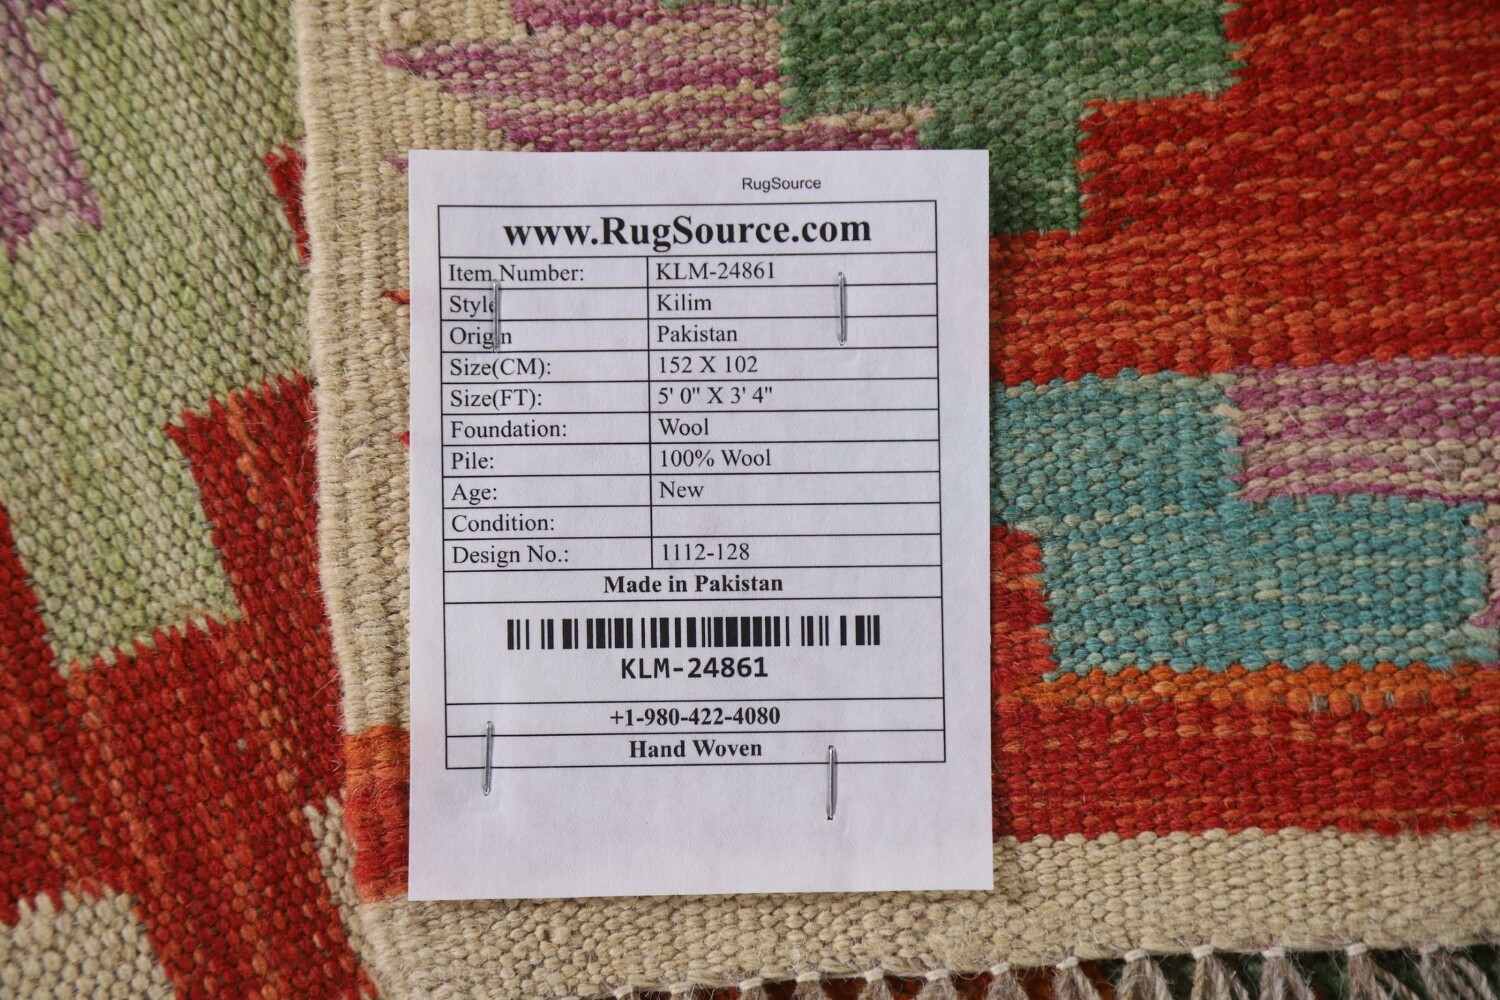 RugSource
www.RugSource.com
Item Number: KLM-24861
Style Kilim
Origin Pakistan
Size(CM): 152 X 102
Size(FT): 5' 0" X 3' 4"
Foundation: Wool
Pile: 100% Wool
Age: New
Condition:
Design No.: 1112-128
Made in Pakistan
KLM-24861
+1-980-422-4080
Hand Woven